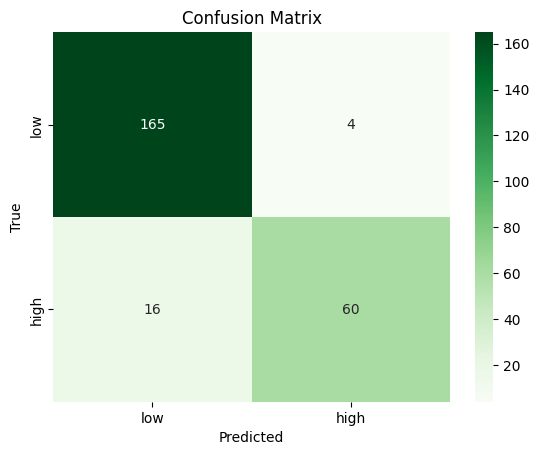 Confusion Matrix
True
low
high
165
4
16
60
low
high
Predicted
160
140
120
100
80
60
40
20